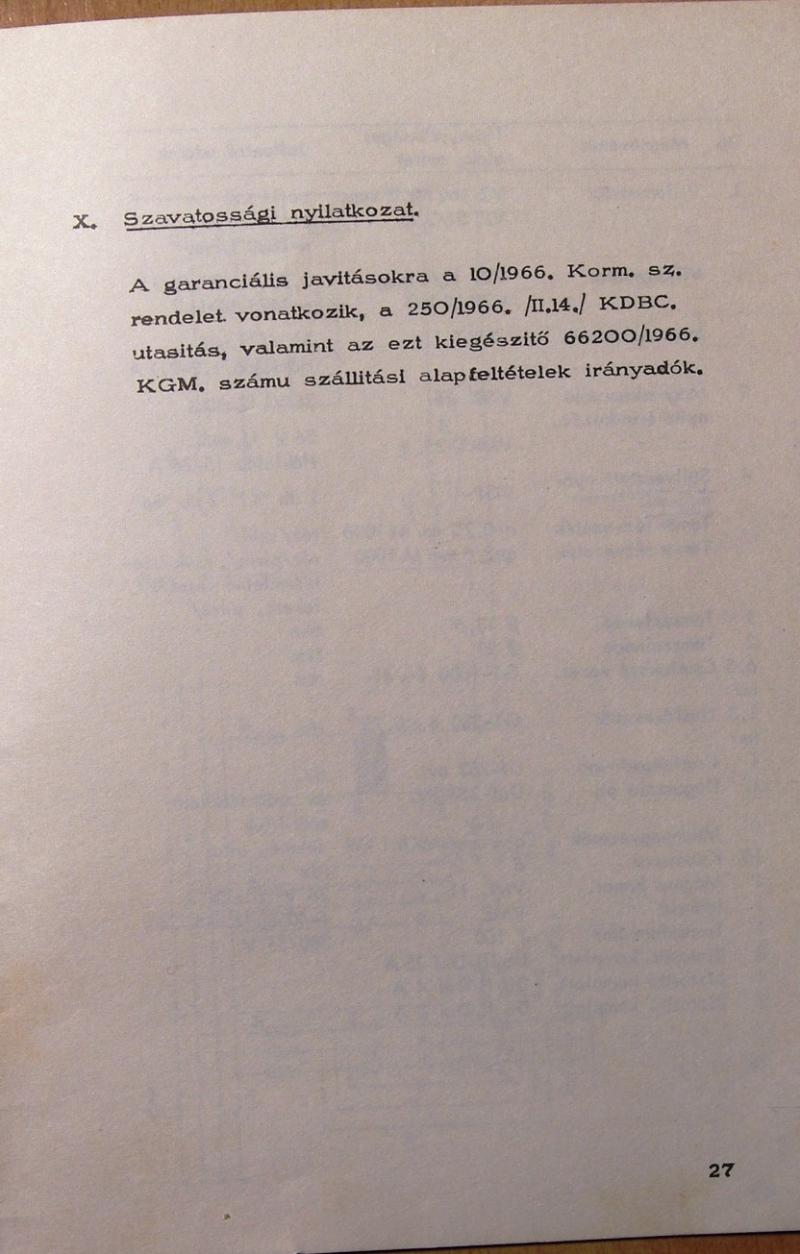 X. Szavatossági nyilatkozat.
A garanciális javitásokra a 10/1966. Korm. sz.
rendelet vonatkozik, a 250/1966. /II.14./ KDBC.
utasitás, valamint az ezt kiegészitő 66200/1966.
KGM. számu szállitási alapfeltételek irányadók.
27